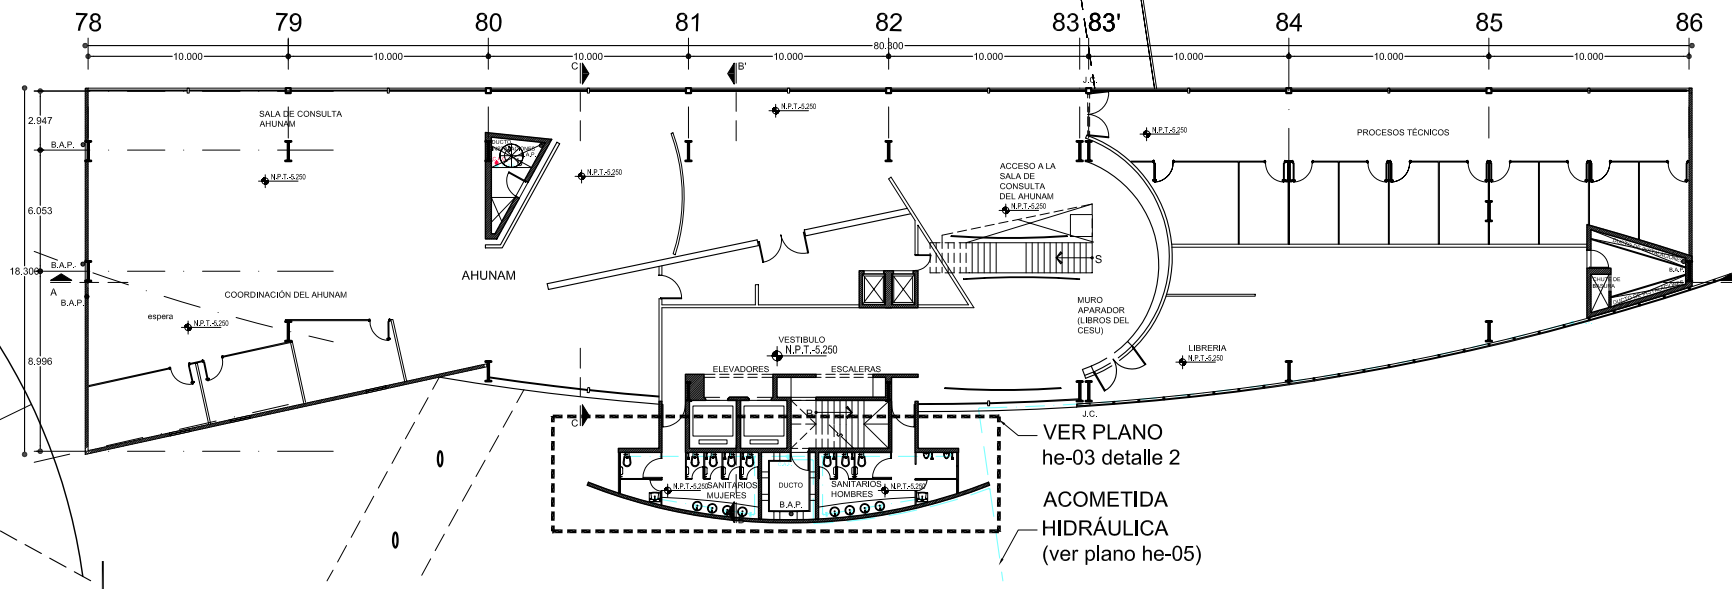 78 79 80 81 82 83 83' 84 85 86
80.300
10.000 10.000 10.000 10.000 10.000 10.000 10.000 10.000
C B'
J.C.
2.947
6.053
18.300
8.996
B.A.P.
B.A.P.
A
B.A.P.
SALA DE CONSULTA
AHUNAM
N.P.T.-5.250
COORDINACIÓN DEL AHUNAM
espera
N.P.T.-5.250
AHUNAM
N.P.T.-5.250
N.P.T.-5.250
ACCESO A LA
SALA DE
CONSULTA
DEL AHUNAM
N.P.T.-5.250
S
N.P.T.-5.250
PROCESOS TÉCNICOS
MURO
APARADOR
(LIBROS DEL
CESU)
LIBRERIA
N.P.T.-5.250
CHUTE DE
BASURA
B.A.P.
VESTIBULO
N.P.T.-5.250
ELEVADORES
ESCALERAS
B
C
J.C.
N.P.T.-5.250
SANITARIOS
MUJERES
DUCTO
B.A.P.
SANITARIOS
HOMBRES
N.P.T.-5.250
VER PLANO
he-03 detalle 2
ACOMETIDA
HIDRÁULICA
(ver plano he-05)